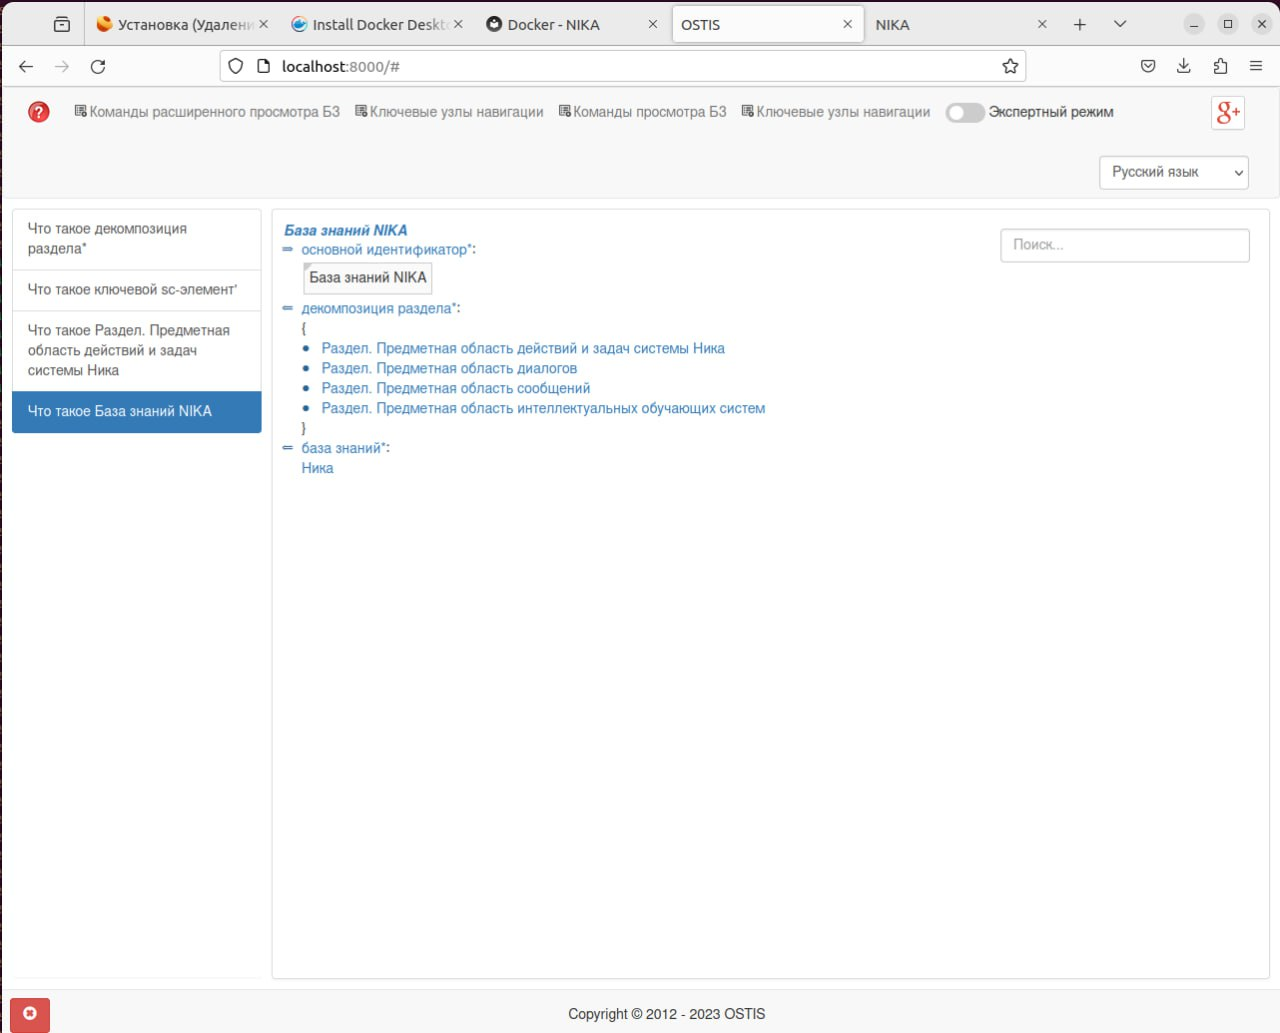 Установка (Удалени
Install Docker Deskt
Docker - NIKA
OSTIS
NIKA
localhost:8000/#
Команды расширенного просмотра БЗ
Ключевые узлы навигации
Команды просмотра БЗ
Ключевые узлы навигации
Экспертный режим
g+
Русский язык
Что такое декомпозиция
раздела*
Что такое ключевой sc-элемент'
Что такое Раздел. Предметная
область действий и задач
системы Ника
Что такое База знаний NIKA
База знаний NIKA
⇒ основной идентификатор*:
База знаний NIKA
Поиск...
⇐ декомпозиция раздела*:
{
• Раздел. Предметная область действий и задач системы Ника
• Раздел. Предметная область диалогов
• Раздел. Предметная область сообщений
• Раздел. Предметная область интеллектуальных обучающих систем
}
⇐ база знаний*:
Ника
Copyright © 2012 - 2023 OSTIS